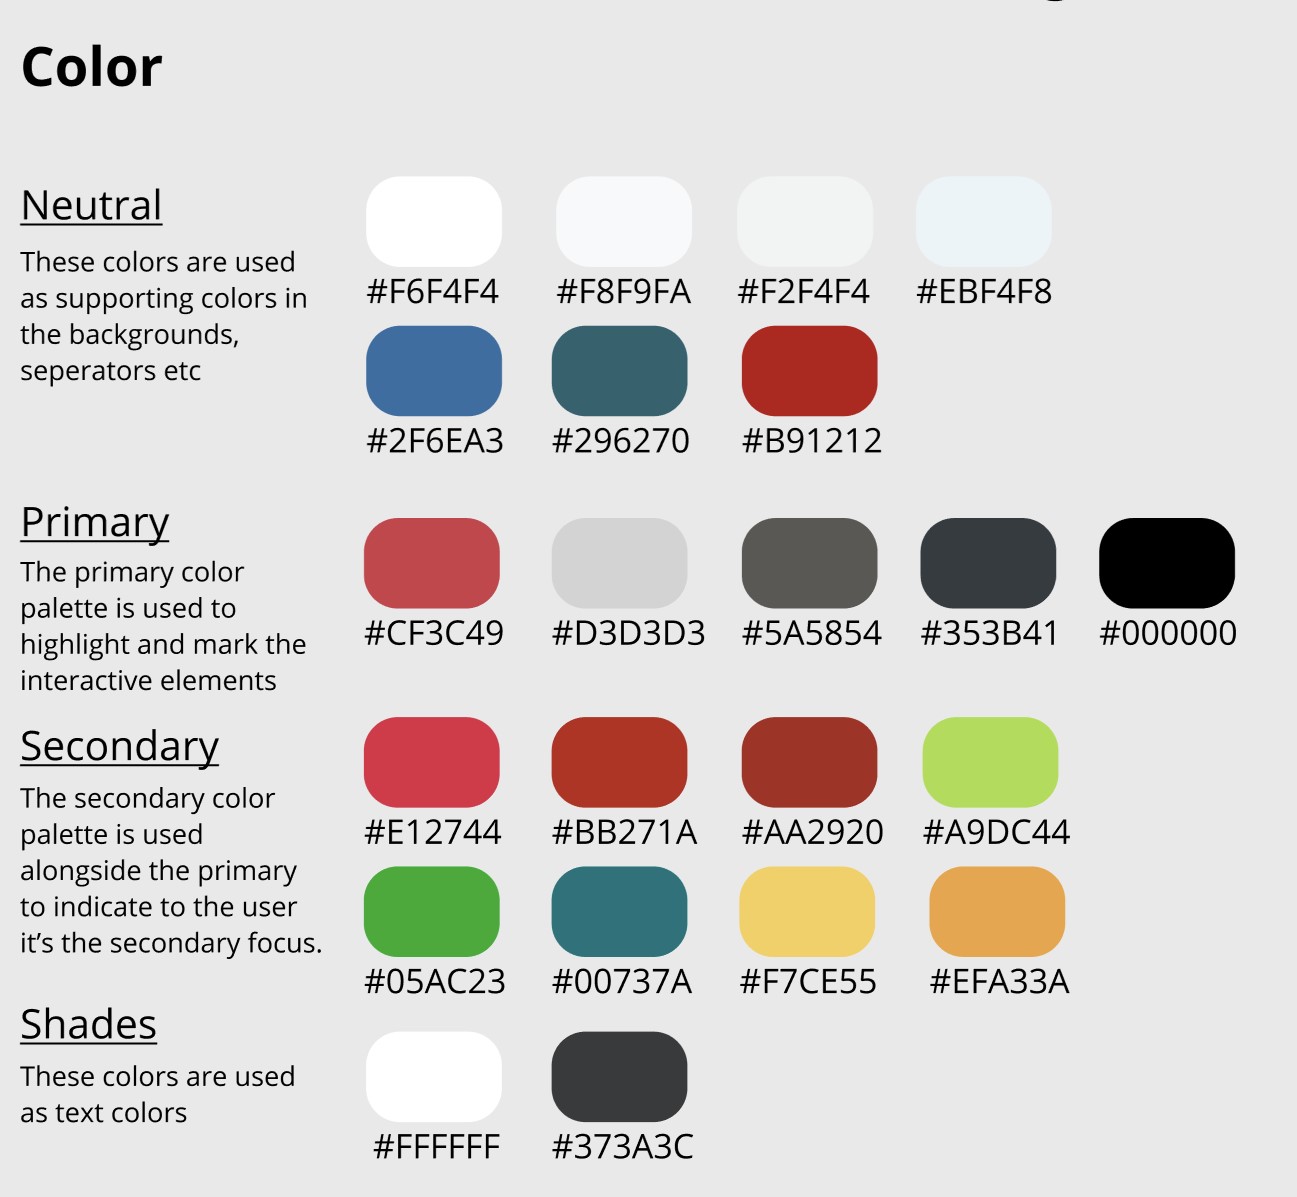 Color
Neutral
These colors are used
as supporting colors in
the backgrounds,
seperators etc
#F6F4F4 #F8F9FA #F2F4F4 #EBF4F8
#2F6EA3 #296270 #B91212
Primary
The primary color
palette is used to
highlight and mark the
interactive elements
#CF3C49 #D3D3D3 #5A5854 #353B41 #000000
Secondary
The secondary color
palette is used
alongside the primary
to indicate to the user
it’s the secondary focus.
#E12744 #BB271A #AA2920 #A9DC44
#05AC23 #00737A #F7CE55 #EFA33A
Shades
These colors are used
as text colors
#FFFFFF #373A3C